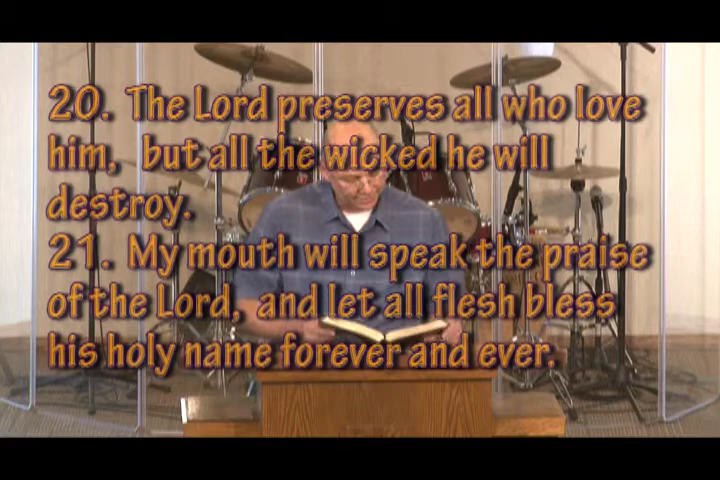 20. The Lord preserves all who love
him, but all the wicked he will
destroy.
21. My mouth will speak the praise
of the Lord, and let all flesh bless
his holy name forever and ever.